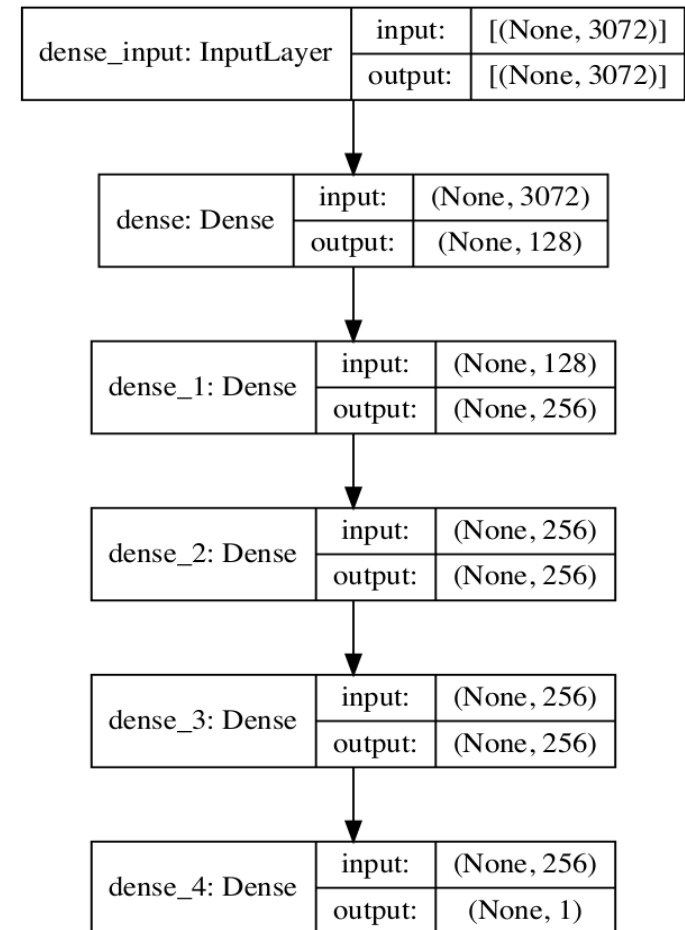 dense_input: InputLayer
input: [(None, 3072)]
output: [(None, 3072)]
dense: Dense
input: (None, 3072)
output: (None, 128)
dense_1: Dense
input: (None, 128)
output: (None, 256)
dense_2: Dense
input: (None, 256)
output: (None, 256)
dense_3: Dense
input: (None, 256)
output: (None, 256)
dense_4: Dense
input: (None, 256)
output: (None, 1)